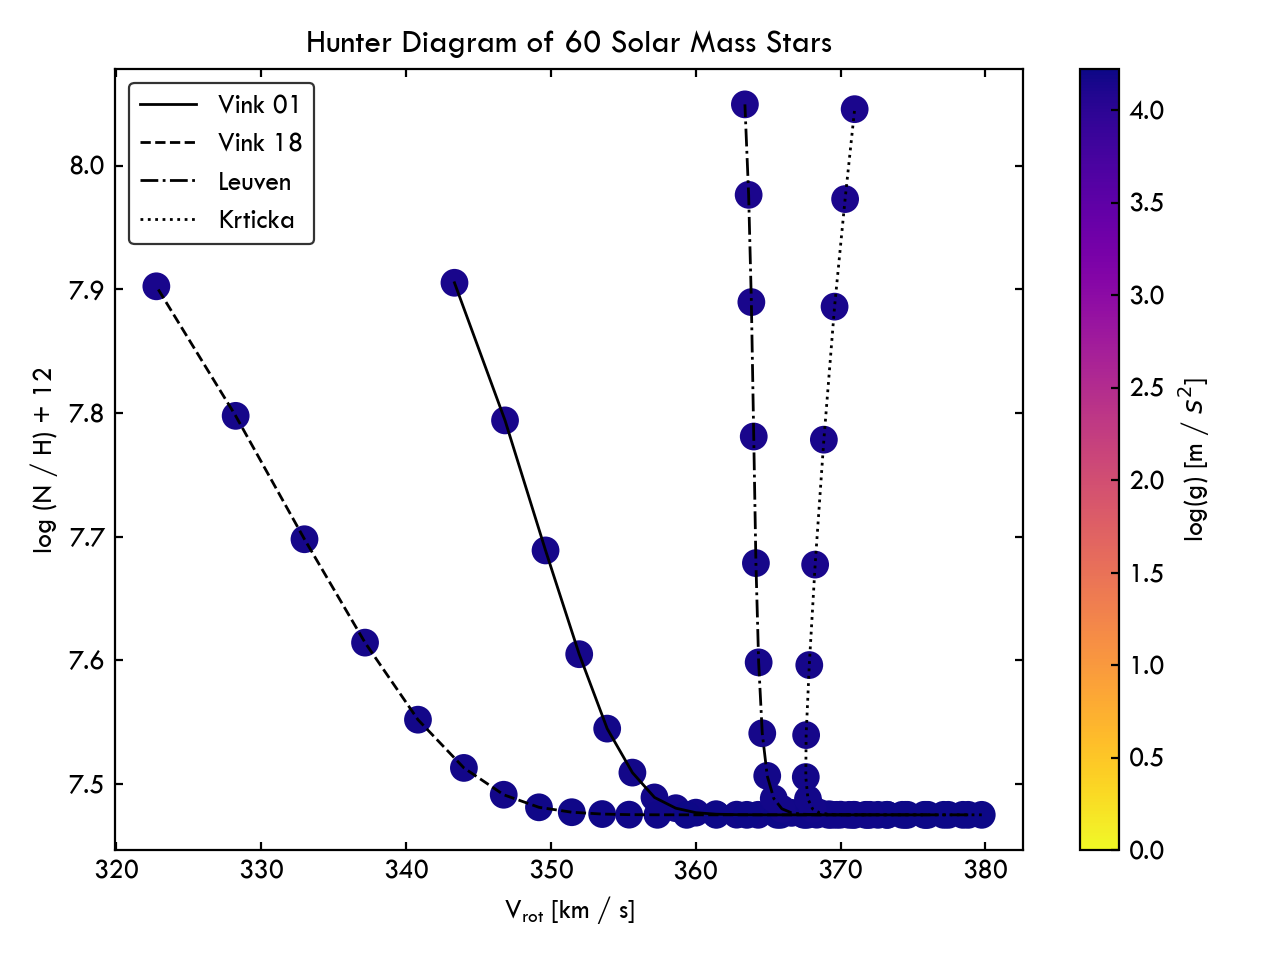 Hunter Diagram of 60 Solar Mass Stars
Vink 01
Vink 18
Leuven
Krticka
log (N / H) + 12
8.0
7.9
7.8
7.7
7.6
7.5
320 330 340 350 360 370 380
V_rot [km / s]
4.0
3.5
3.0
2.5
2.0
1.5
1.0
0.5
0.0
log(g) [m / s²]